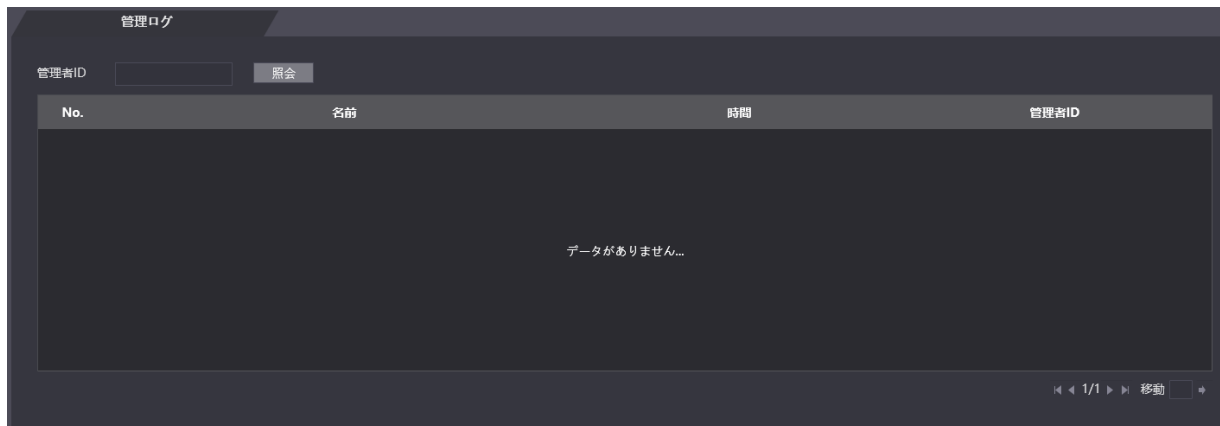 管理ログ
管理者ID 照会
No. 名前 時間 管理者ID
データがありません...
1/1 移動